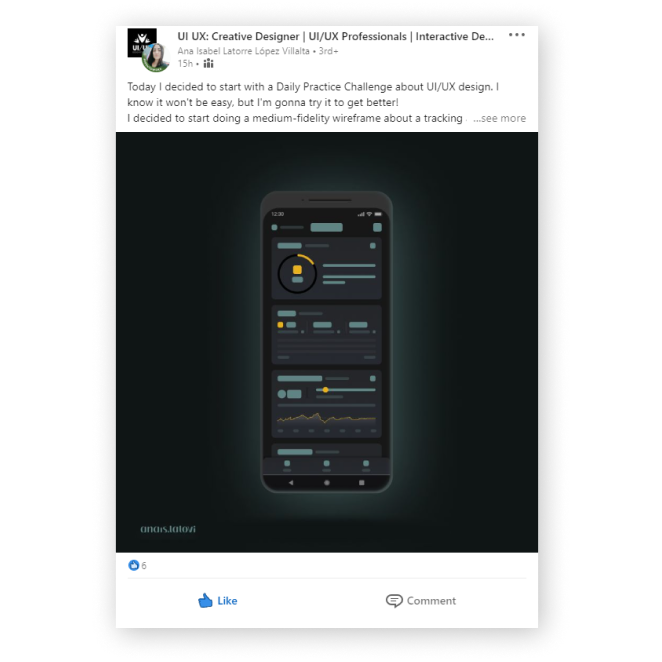 UI UX: Creative Designer | UI/UX Professionals | Interactive De...
Ana Isabel Latorre López Villalta • 3rd+
15h •
Today I decided to start with a Daily Practice Challenge about UI/UX design. I
know it won't be easy, but I'm gonna try it to get better!
I decided to start doing a medium-fidelity wireframe about a tracking ...see more
12:30
anais.latovi
6
Like
Comment